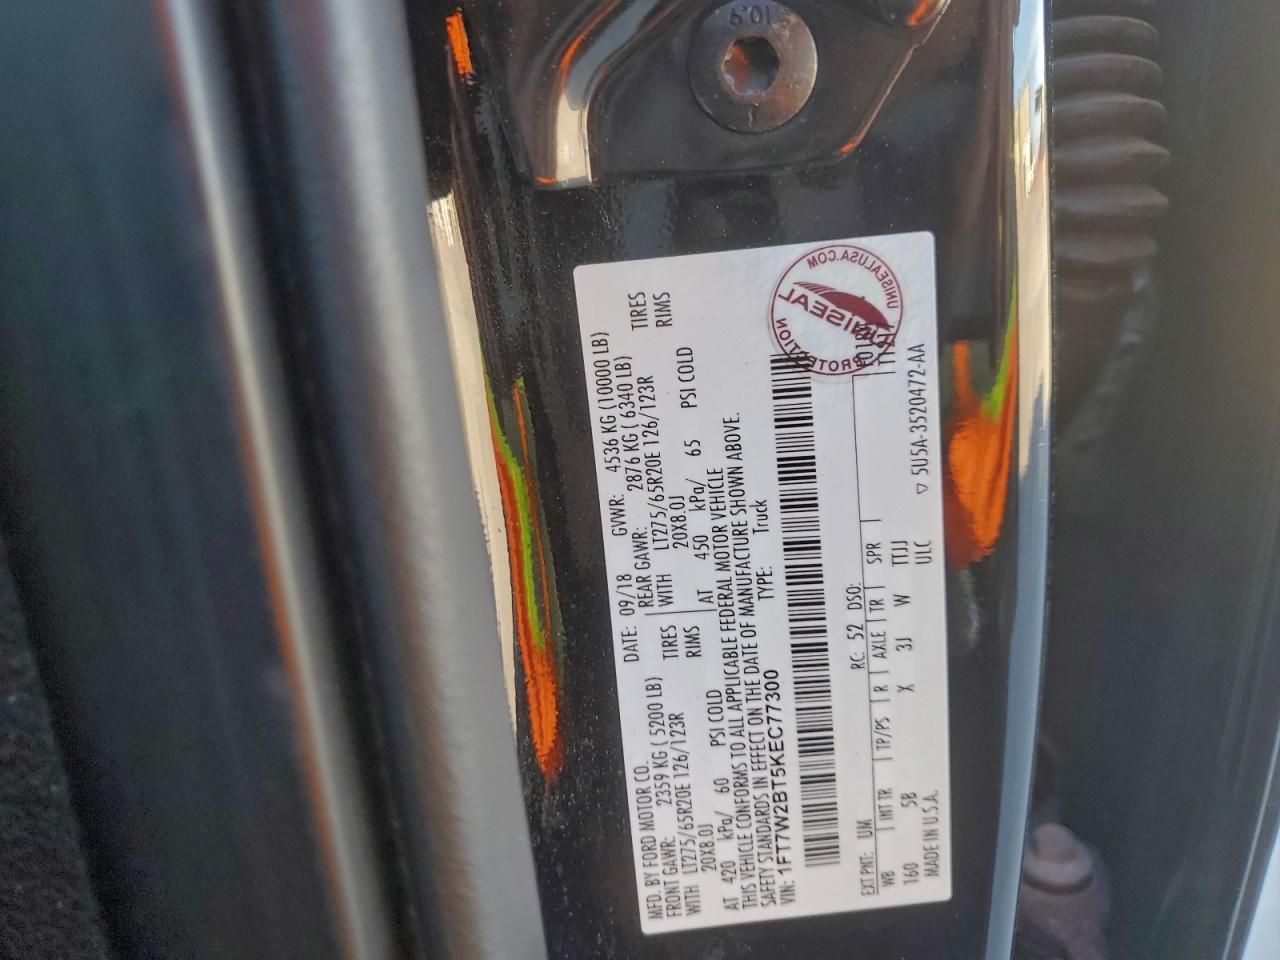 10.9
MFD. BY FORD MOTOR CO.
DATE: 09/18 GVWR: 4536 KG (10000 LB)
FRONT GAWR: 2359 KG ( 5200 LB) REAR GAWR: 2876 KG ( 6340 LB)
WITH LT275/65R20E 126/123R TIRES WITH LT275/65R20E 126/123R TIRES
20X8.0J RIMS 20X8.0J RIMS
AT 420 kPa/ 60 PSI COLD AT 450 kPa/ 65 PSI COLD
THIS VEHICLE CONFORMS TO ALL APPLICABLE FEDERAL MOTOR VEHICLE
SAFETY STANDARDS IN EFFECT ON THE DATE OF MANUFACTURE SHOWN ABOVE.
VIN: 1FT7W2BT5KEC77300 TYPE: Truck
UNISEALUSA.COM
UNISEAL
EXT PNT: UM RC: 52 DSO:
WB INT TR TP/PS R AXLE TR SPR
160 5B X 3J W TTJJ
MADE IN U.S.A. ULC
5U5A-3520472-AA